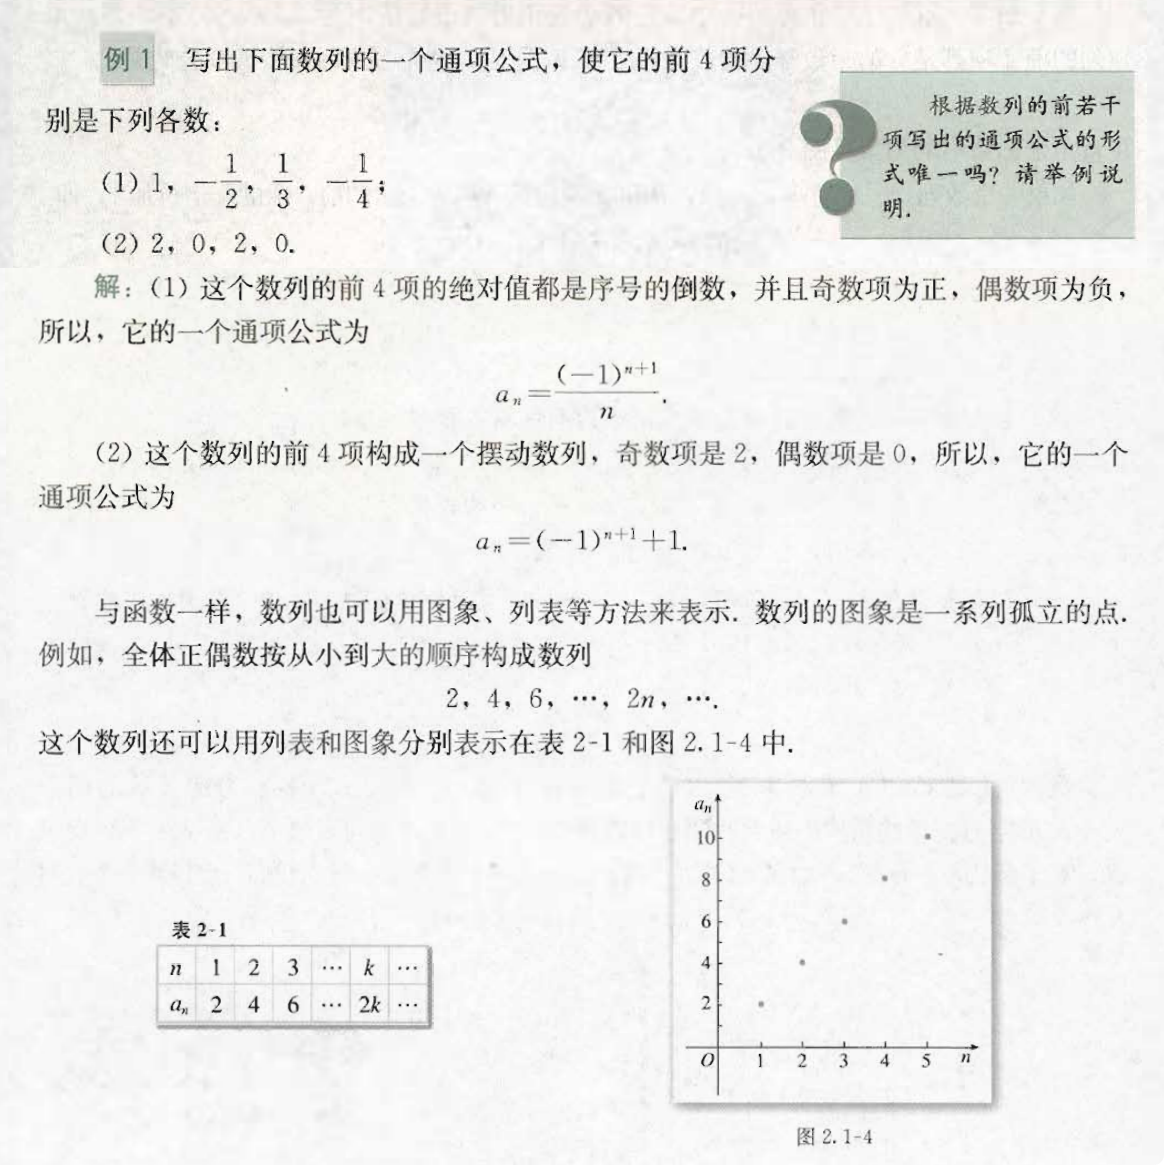 例 1 写出下面数列的一个通项公式，使它的前 4 项分
别是下列各数：
(1) 1，－1/2，1/3，－1/4；
(2) 2，0，2，0.
根据数列的前若干
项写出的通项公式的形
式唯一吗？请举例说
明.
解：(1) 这个数列的前 4 项的绝对值都是序号的倒数，并且奇数项为正，偶数项为负，
所以，它的一个通项公式为
aₙ＝(－1)ⁿ⁺¹/n.
(2) 这个数列的前 4 项构成一个摆动数列，奇数项是 2，偶数项是 0，所以，它的一个
通项公式为
aₙ＝(－1)ⁿ⁺¹＋1.
与函数一样，数列也可以用图象、列表等方法来表示. 数列的图象是一系列孤立的点.
例如，全体正偶数按从小到大的顺序构成数列
2，4，6，…，2n，….
这个数列还可以用列表和图象分别表示在表 2-1 和图 2.1-4 中.
表 2-1
n 1 2 3 … k …
aₙ 2 4 6 … 2k …
aₙ
10
8
6
4
2
O 1 2 3 4 5 n
图 2.1-4